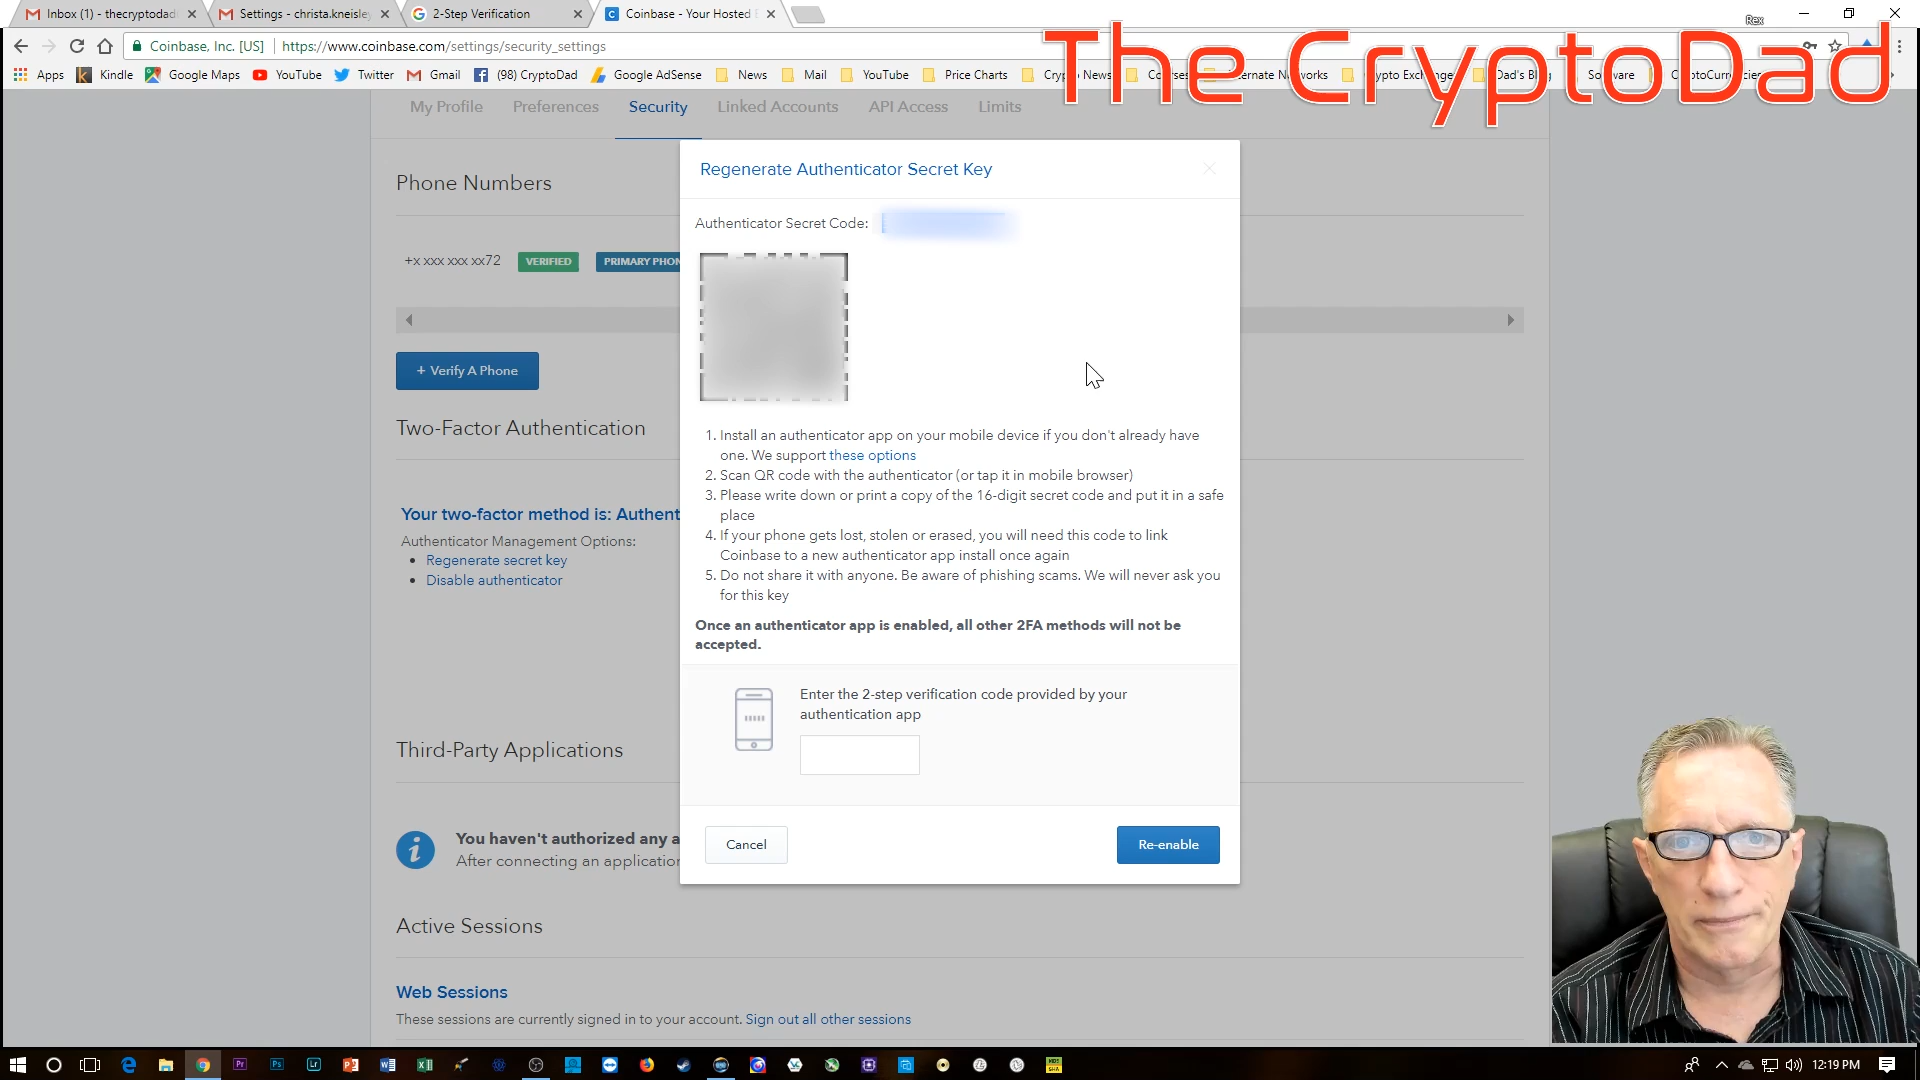 Inbox (1) - thecryptodad
Settings - christa.kneisley
2-Step Verification
Coinbase - Your Hosted
Rex
Coinbase, Inc. [US]
https://www.coinbase.com/settings/security_settings
The CryptoDad
Apps
Kindle
Google Maps
YouTube
Twitter
Gmail
(98) CryptoDad
Google AdSense
News
Mail
YouTube
Price Charts
Crypto News
Software
My Profile
Preferences
Security
Linked Accounts
API Access
Limits
Regenerate Authenticator Secret Key
Phone Numbers
Authenticator Secret Code:
+x xxx xxx xx72
VERIFIED
PRIMARY PHON
+ Verify A Phone
Two-Factor Authentication
1. Install an authenticator app on your mobile device if you don't already have
one. We support these options
2. Scan QR code with the authenticator (or tap it in mobile browser)
3. Please write down or print a copy of the 16-digit secret code and put it in a safe
place
4. If your phone gets lost, stolen or erased, you will need this code to link
Coinbase to a new authenticator app install once again
5. Do not share it with anyone. Be aware of phishing scams. We will never ask you
for this key
Your two-factor method is: Authent
Authenticator Management Options:
• Regenerate secret key
• Disable authenticator
Once an authenticator app is enabled, all other 2FA methods will not be
accepted.
Enter the 2-step verification code provided by your
authentication app
Third-Party Applications
You haven't authorized any a
After connecting an application
Cancel
Re-enable
Active Sessions
Web Sessions
These sessions are currently signed in to your account. Sign out all other sessions
12:19 PM